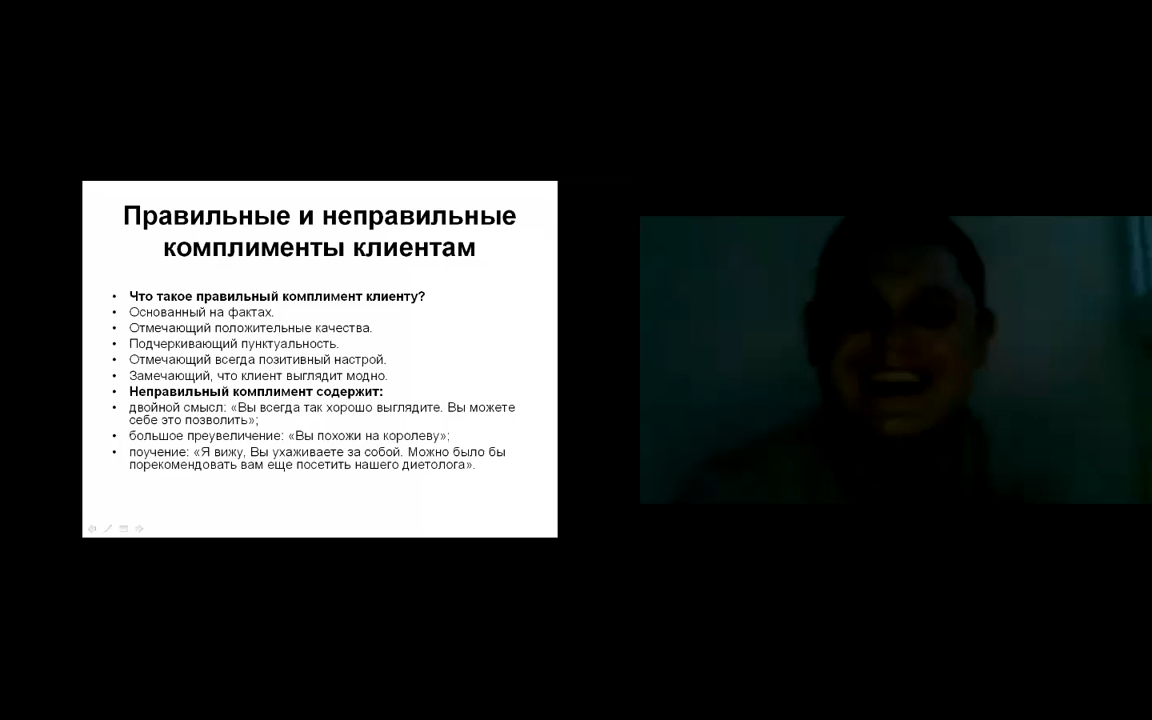 Правильные и неправильные
комплименты клиентам
• Что такое правильный комплимент клиенту?
• Основанный на фактах.
• Отмечающий положительные качества.
• Подчеркивающий пунктуальность.
• Отмечающий всегда позитивный настрой.
• Замечающий, что клиент выглядит модно.
• Неправильный комплимент содержит:
• двойной смысл: «Вы всегда так хорошо выглядите. Вы можете
себе это позволить»;
• большое преувеличение: «Вы похожи на королеву»;
• поучение: «Я вижу, Вы ухаживаете за собой. Можно было бы
порекомендовать вам еще посетить нашего диетолога».